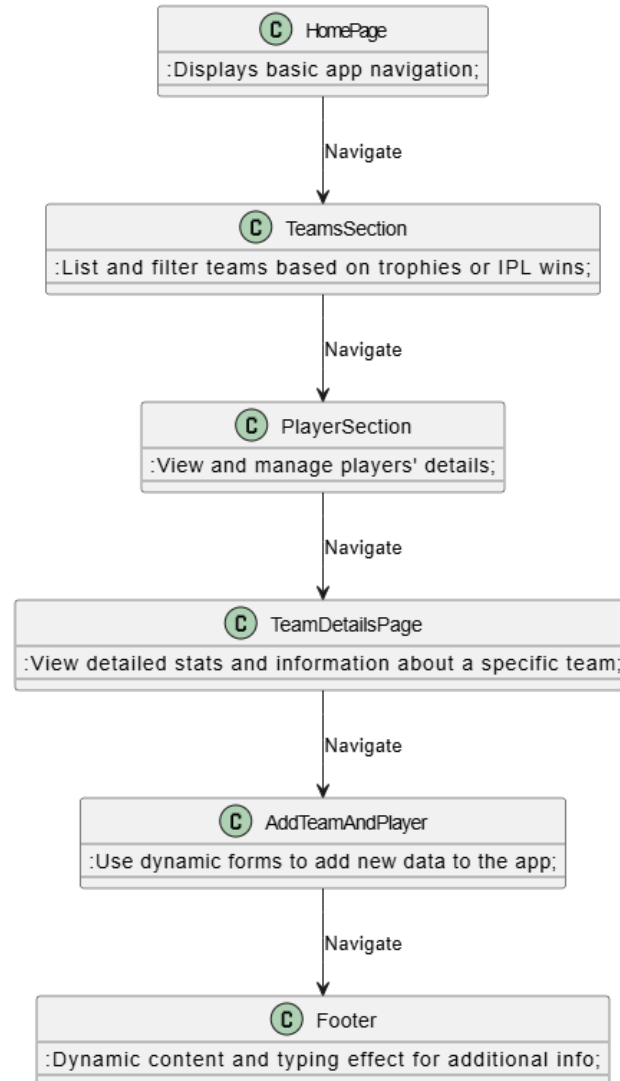 C HomePage
:Displays basic app navigation;
Navigate
C TeamsSection
:List and filter teams based on trophies or IPL wins;
Navigate
C PlayerSection
:View and manage players' details;
Navigate
C TeamDetailsPage
:View detailed stats and information about a specific team;
Navigate
C AddTeamAndPlayer
:Use dynamic forms to add new data to the app;
Navigate
C Footer
:Dynamic content and typing effect for additional info;